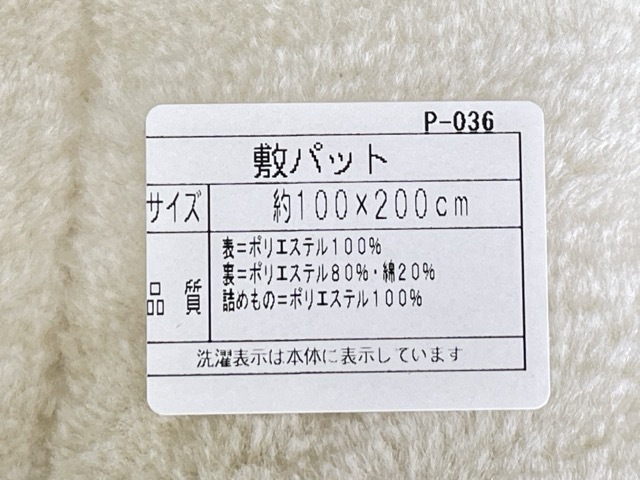 P-036
敷パット
サイズ 約100×200cm
品質 表=ポリエステル100%
裏=ポリエステル80%・綿20%
詰めもの=ポリエステル100%
洗濯表示は本体に表示しています